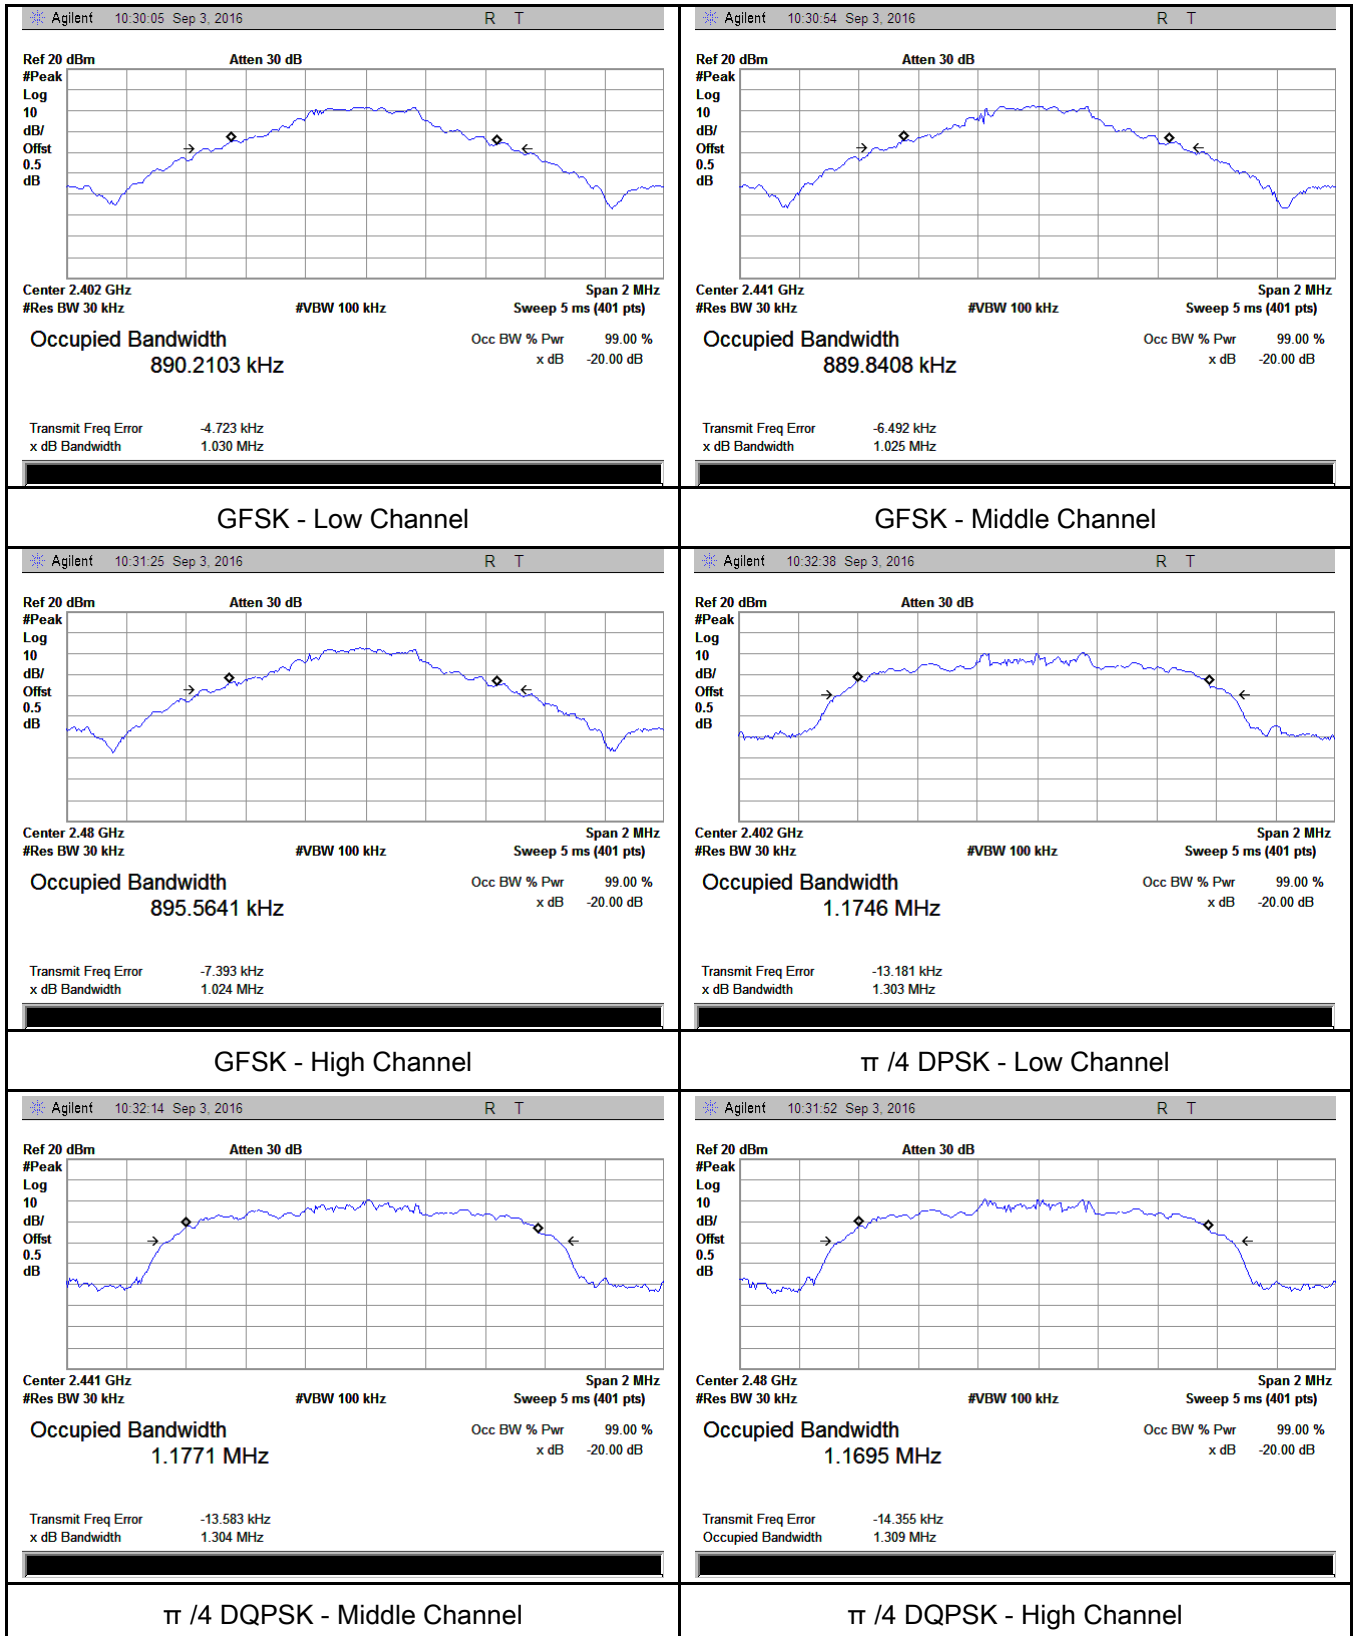 Agilent 10:30:05 Sep 3, 2016 R T
Ref 20 dBm Atten 30 dB
#Peak
Log
10
dB/
Offst
0.5
dB
Center 2.402 GHz Span 2 MHz
#Res BW 30 kHz #VBW 100 kHz Sweep 5 ms (401 pts)
Occupied Bandwidth Occ BW % Pwr 99.00 %
890.2103 kHz x dB -20.00 dB
Transmit Freq Error -4.723 kHz
x dB Bandwidth 1.030 MHz
GFSK - Low Channel
Agilent 10:30:54 Sep 3, 2016 R T
Ref 20 dBm Atten 30 dB
#Peak
Log
10
dB/
Offst
0.5
dB
Center 2.441 GHz Span 2 MHz
#Res BW 30 kHz #VBW 100 kHz Sweep 5 ms (401 pts)
Occupied Bandwidth Occ BW % Pwr 99.00 %
889.8408 kHz x dB -20.00 dB
Transmit Freq Error -6.492 kHz
x dB Bandwidth 1.025 MHz
GFSK - Middle Channel
Agilent 10:31:25 Sep 3, 2016 R T
Ref 20 dBm Atten 30 dB
#Peak
Log
10
dB/
Offst
0.5
dB
Center 2.48 GHz Span 2 MHz
#Res BW 30 kHz #VBW 100 kHz Sweep 5 ms (401 pts)
Occupied Bandwidth Occ BW % Pwr 99.00 %
895.5641 kHz x dB -20.00 dB
Transmit Freq Error -7.393 kHz
x dB Bandwidth 1.024 MHz
GFSK - High Channel
Agilent 10:32:38 Sep 3, 2016 R T
Ref 20 dBm Atten 30 dB
#Peak
Log
10
dB/
Offst
0.5
dB
Center 2.402 GHz Span 2 MHz
#Res BW 30 kHz #VBW 100 kHz Sweep 5 ms (401 pts)
Occupied Bandwidth Occ BW % Pwr 99.00 %
1.1746 MHz x dB -20.00 dB
Transmit Freq Error -13.181 kHz
x dB Bandwidth 1.303 MHz
π /4 DPSK - Low Channel
Agilent 10:32:14 Sep 3, 2016 R T
Ref 20 dBm Atten 30 dB
#Peak
Log
10
dB/
Offst
0.5
dB
Center 2.441 GHz Span 2 MHz
#Res BW 30 kHz #VBW 100 kHz Sweep 5 ms (401 pts)
Occupied Bandwidth Occ BW % Pwr 99.00 %
1.1771 MHz x dB -20.00 dB
Transmit Freq Error -13.583 kHz
x dB Bandwidth 1.304 MHz
π /4 DQPSK - Middle Channel
Agilent 10:31:52 Sep 3, 2016 R T
Ref 20 dBm Atten 30 dB
#Peak
Log
10
dB/
Offst
0.5
dB
Center 2.48 GHz Span 2 MHz
#Res BW 30 kHz #VBW 100 kHz Sweep 5 ms (401 pts)
Occupied Bandwidth Occ BW % Pwr 99.00 %
1.1695 MHz x dB -20.00 dB
Transmit Freq Error -14.355 kHz
Occupied Bandwidth 1.309 MHz
π /4 DQPSK - High Channel